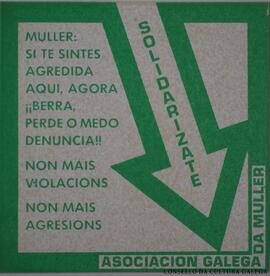 MULLER:
SI TE SINTES
AGREDIDA
AQUI, AGORA
¡¡BERRA,
PERDE O MEDO
DENUNCIA!!
NON MAIS
VIOLACIONS
NON MAIS
AGRESIONS
SOLIDARIZATE
ASOCIACION GALEGA
DA MULLER
CONSELLO DA CULTURA GALEGA